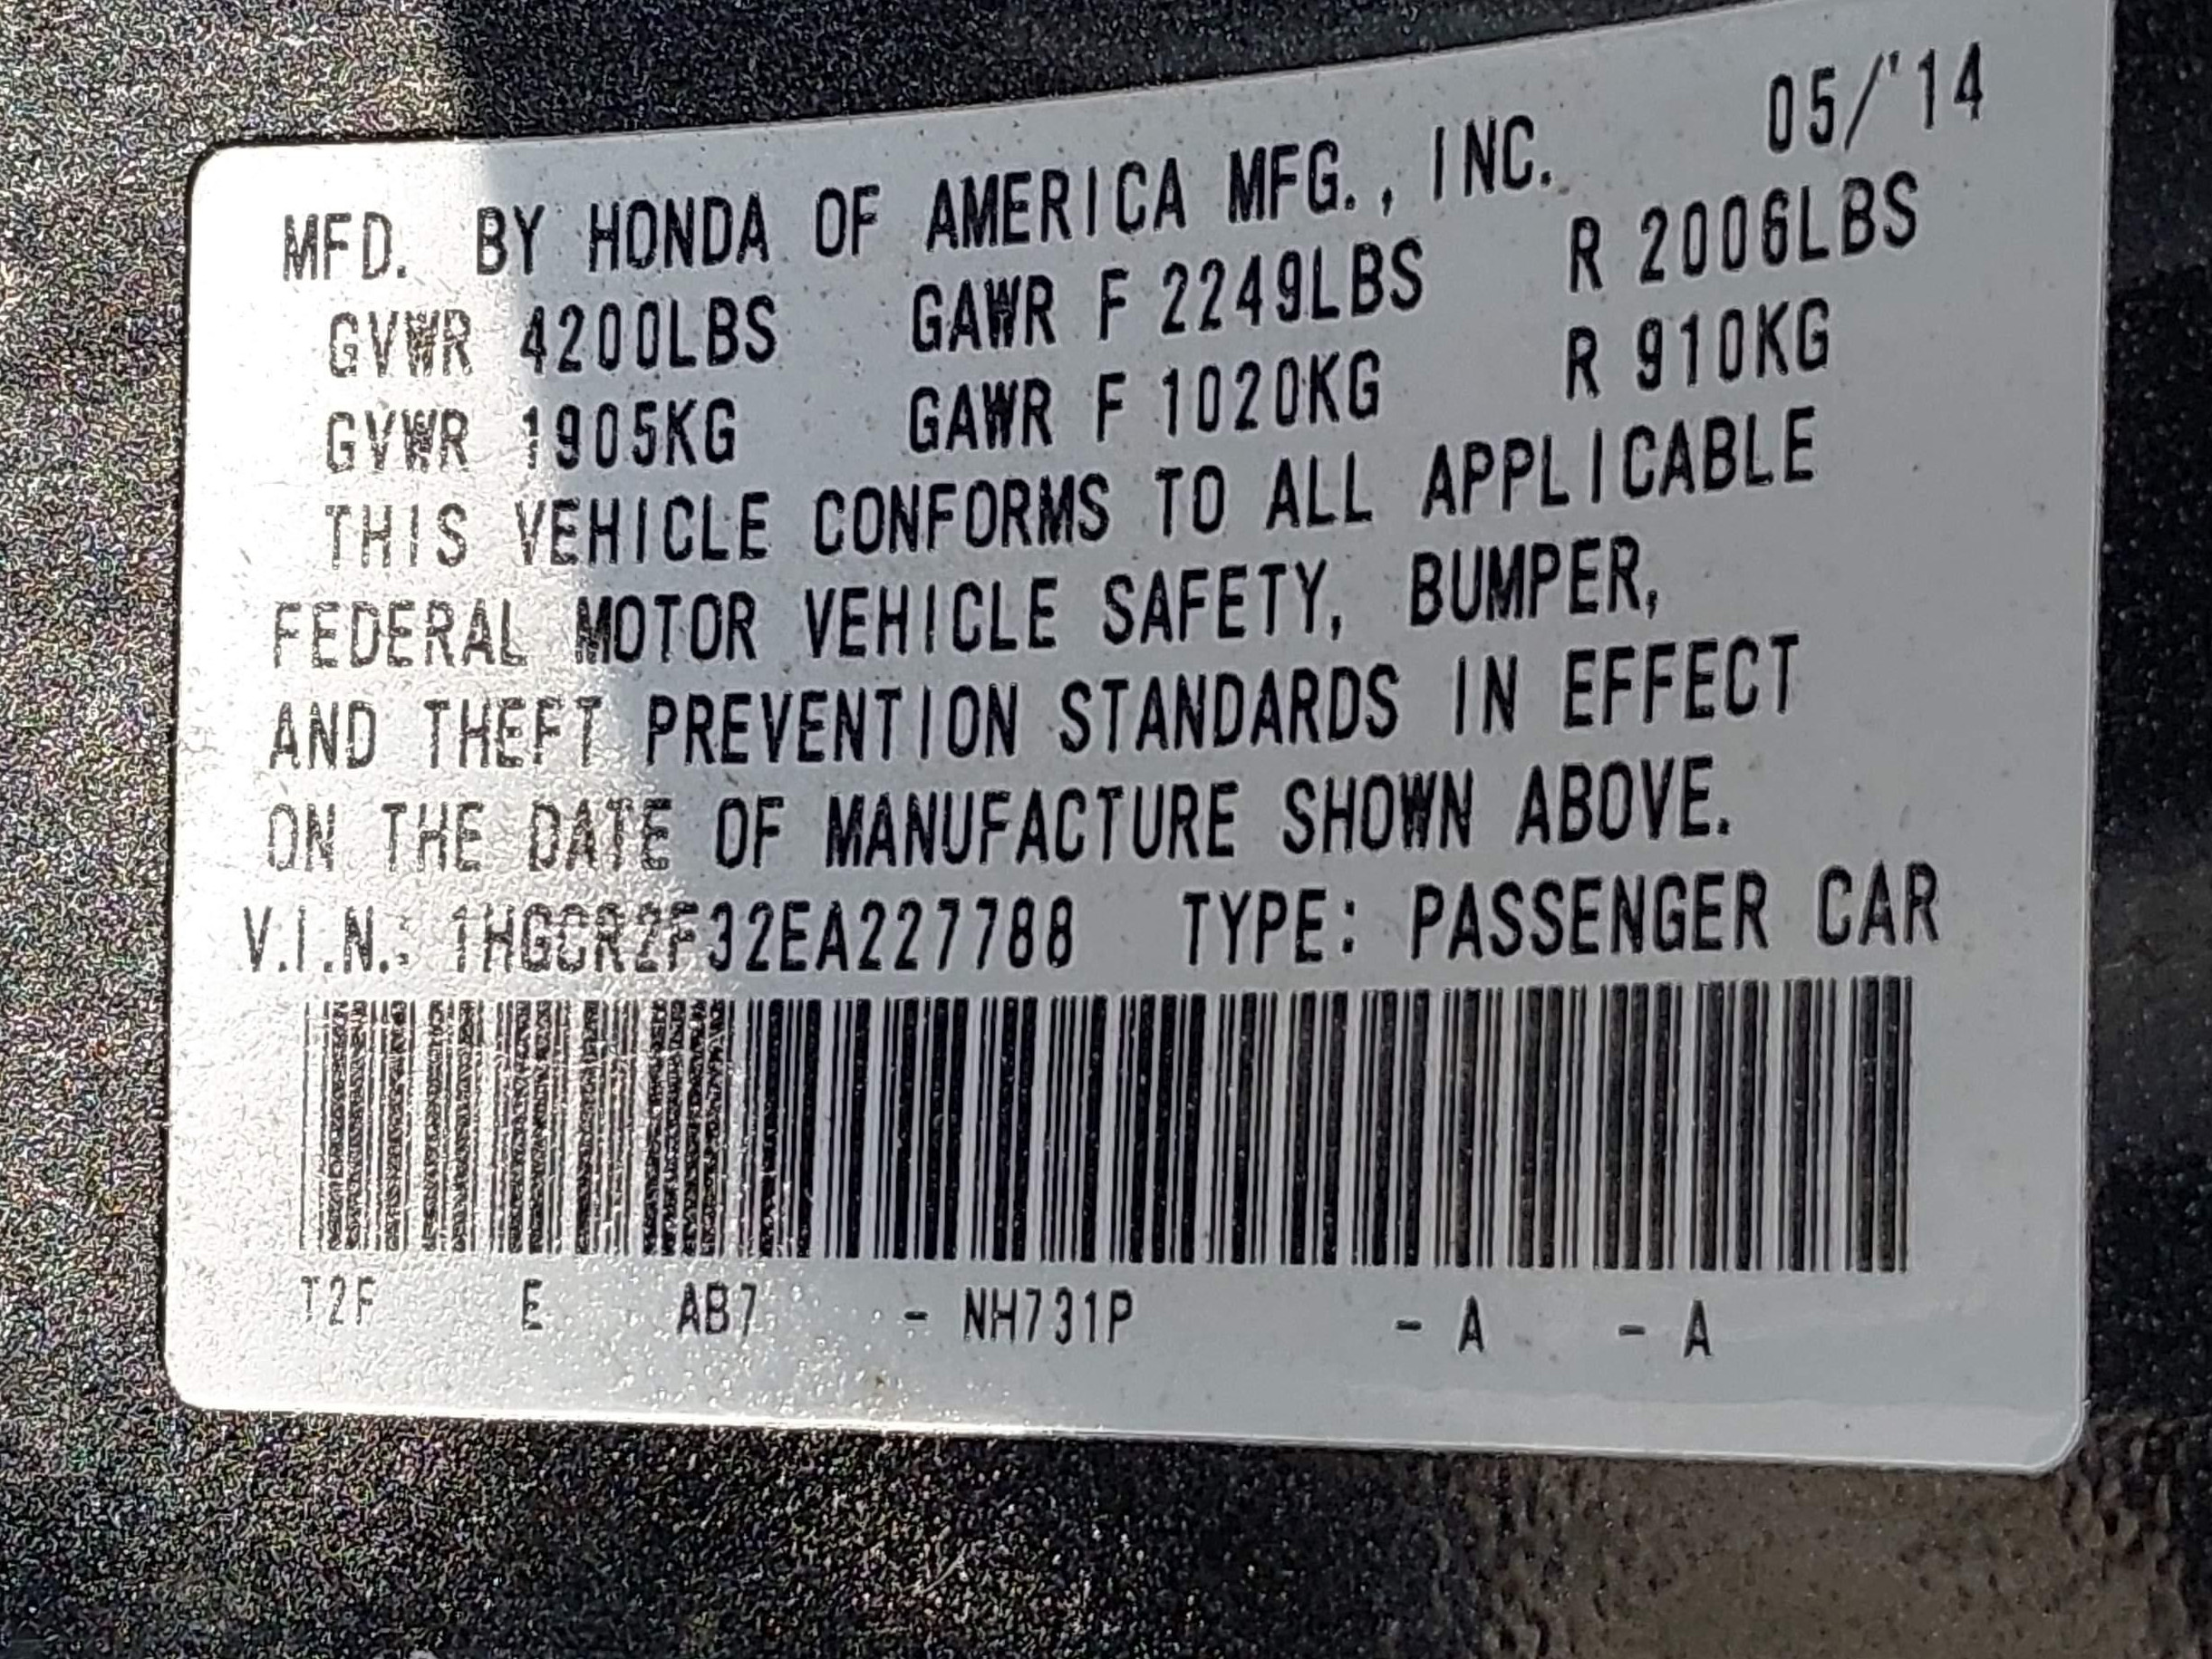 MFD. BY HONDA OF AMERICA MFG., INC. 05/'14
GVWR 4200LBS GAWR F 2249LBS R 2006LBS
GVWR 1905KG GAWR F 1020KG R 910KG
THIS VEHICLE CONFORMS TO ALL APPLICABLE
FEDERAL MOTOR VEHICLE SAFETY, BUMPER,
AND THEFT PREVENTION STANDARDS IN EFFECT
ON THE DATE OF MANUFACTURE SHOWN ABOVE.
V.I.N.: 1HGCR2F32EA227788 TYPE: PASSENGER CAR
T2F E AB7 - NH731P - A - A